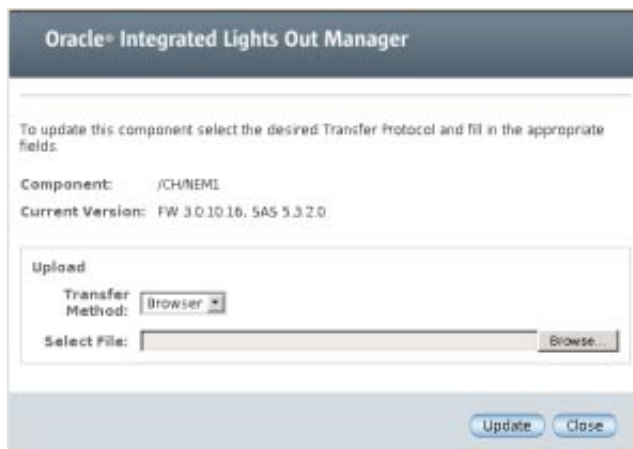 Oracle® Integrated Lights Out Manager
To update this component select the desired Transfer Protocol and fill in the appropriate
fields.
Component: /CH/NEM1
Current Version: FW 3.0.10.16, SAS 5.3.2.0
Upload
Transfer
Method: Browser
Select File: Browse...
Update Close